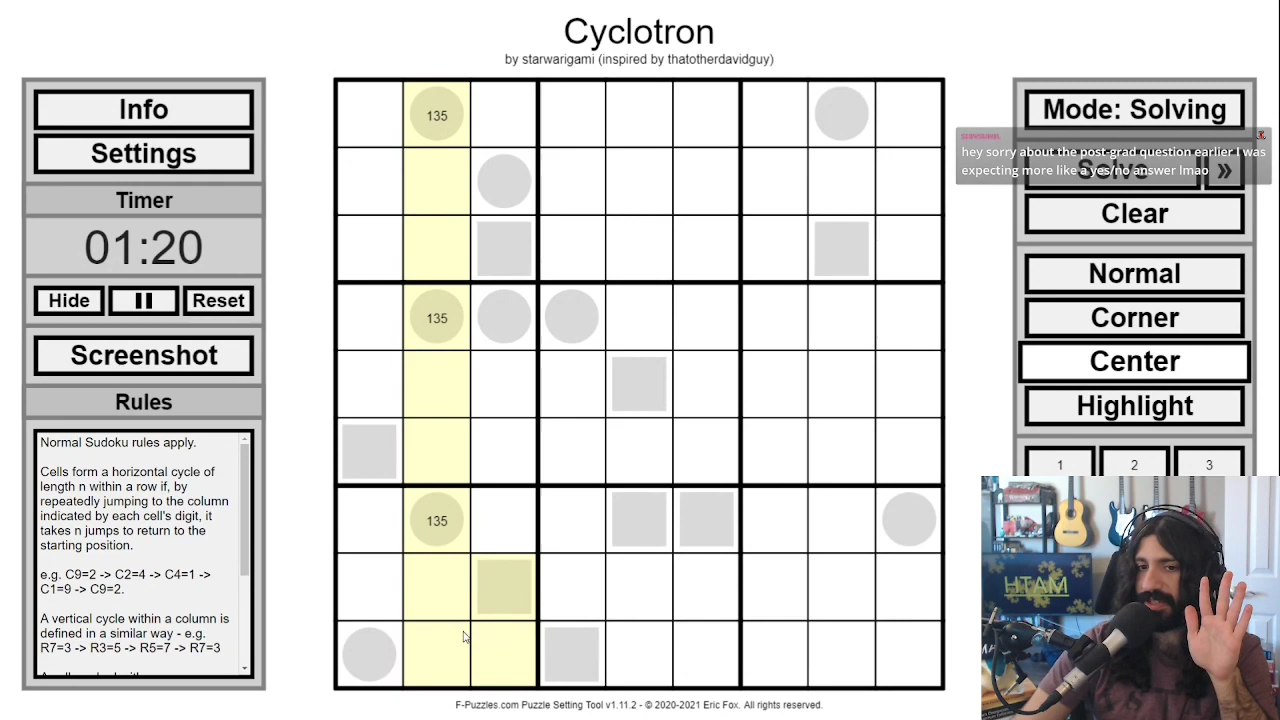 Cyclotron
by starwarigami (inspired by thatotherdavidguy)
Info
Settings
Timer
01:20
Hide
Reset
Screenshot
Rules
Normal Sudoku rules apply.
Cells form a horizontal cycle of
length n within a row if, by
repeatedly jumping to the column
indicated by each cell's digit, it
takes n jumps to return to the
starting position.
e.g. C9=2 -> C2=4 -> C4=1 ->
C1=9 -> C9=2.
A vertical cycle within a column is
defined in a similar way - e.g.
R7=3 -> R3=5 -> R5=7 -> R7=3
135
135
135
Mode: Solving
hey sorry about the post-grad question earlier I was
expecting more like a yes/no answer lmao
Solve »
Clear
Normal
Corner
Center
Highlight
1 2 3
HTAM
F-Puzzles.com Puzzle Setting Tool v1.11.2 - © 2020-2021 Eric Fox. All rights reserved.